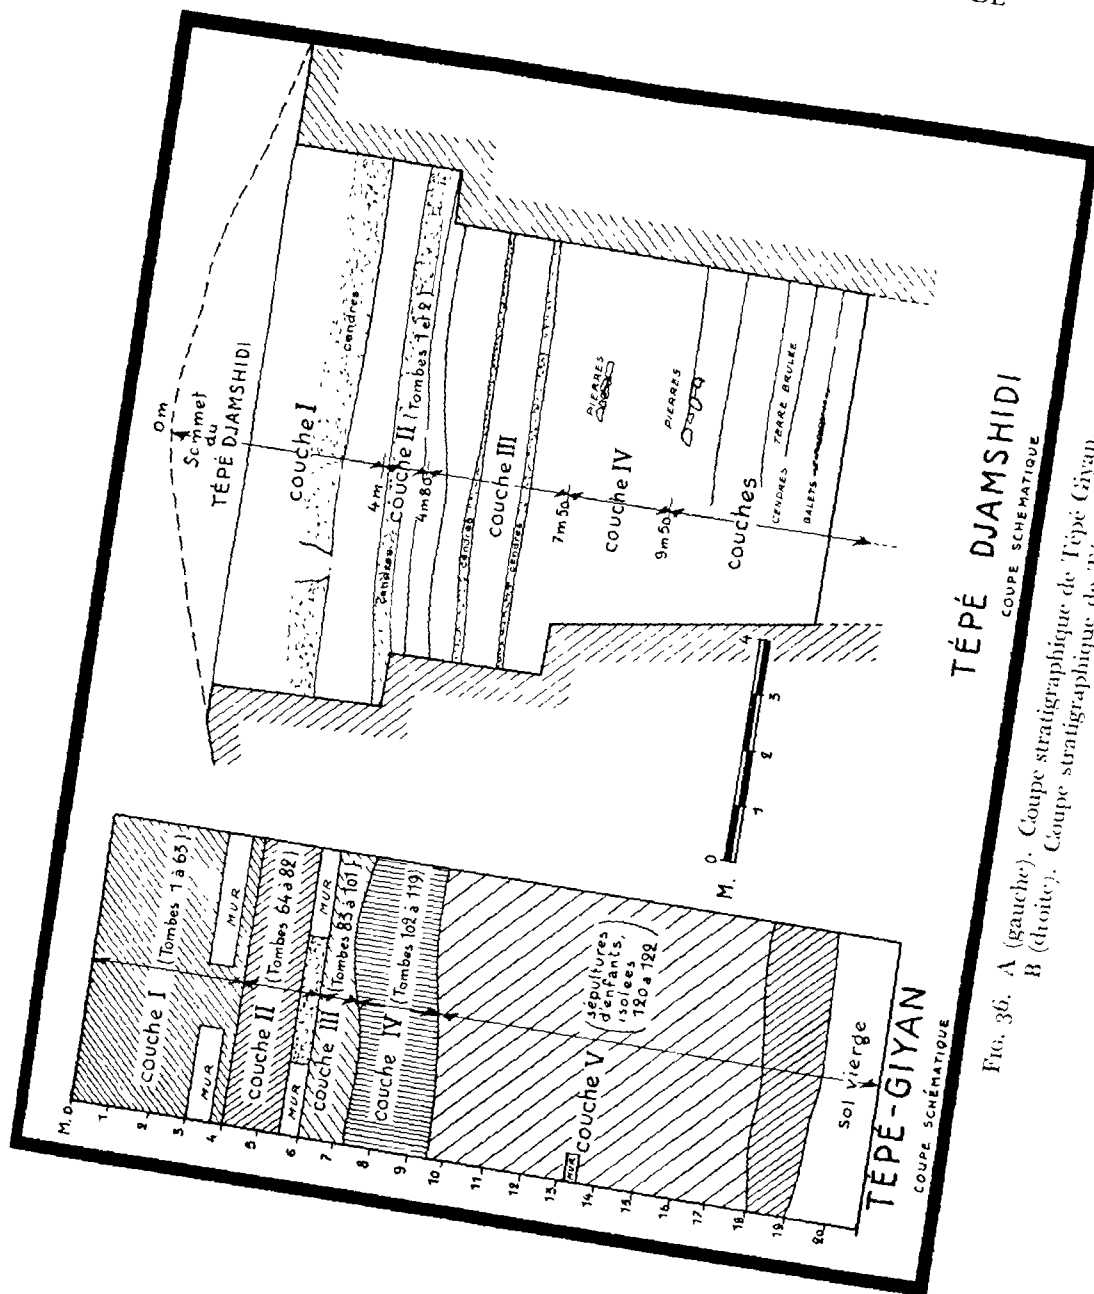 M. 0
1
2
3
4
5
6
7
8
9
10
11
12
13
14
15
16
17
18
19
20
couche I (Tombes 1 à 63)
MUR
MUR
couche II (Tombes 64 à 82)
MUR
MUR
couche III (Tombes 83 à 101)
couche IV (Tombes 102 à 119)
MUR
couche V
(sépultures
d'enfants,
isolées
120 à 122)
Sol vierge
TÉPÉ-GIYAN
COUPE SCHÉMATIQUE
0 m
Sommet
du
TÉPÉ DJAMSHIDI
couche I
cendres
4 m
cendres
couche II (Tombes 1 et 2)
4m80
cendres
couche III
cendres
7m50
PIERRES
couche IV
PIERRES
9m50
couches
CENDRES TERRE BRULÉE
GALETS
M.
0
1
2
3
4
TÉPÉ DJAMSHIDI
COUPE SCHEMATIQUE
FIG. 36. A (gauche). Coupe stratigraphique de Tépé Giyan
B (droite). Coupe stratigraphique de